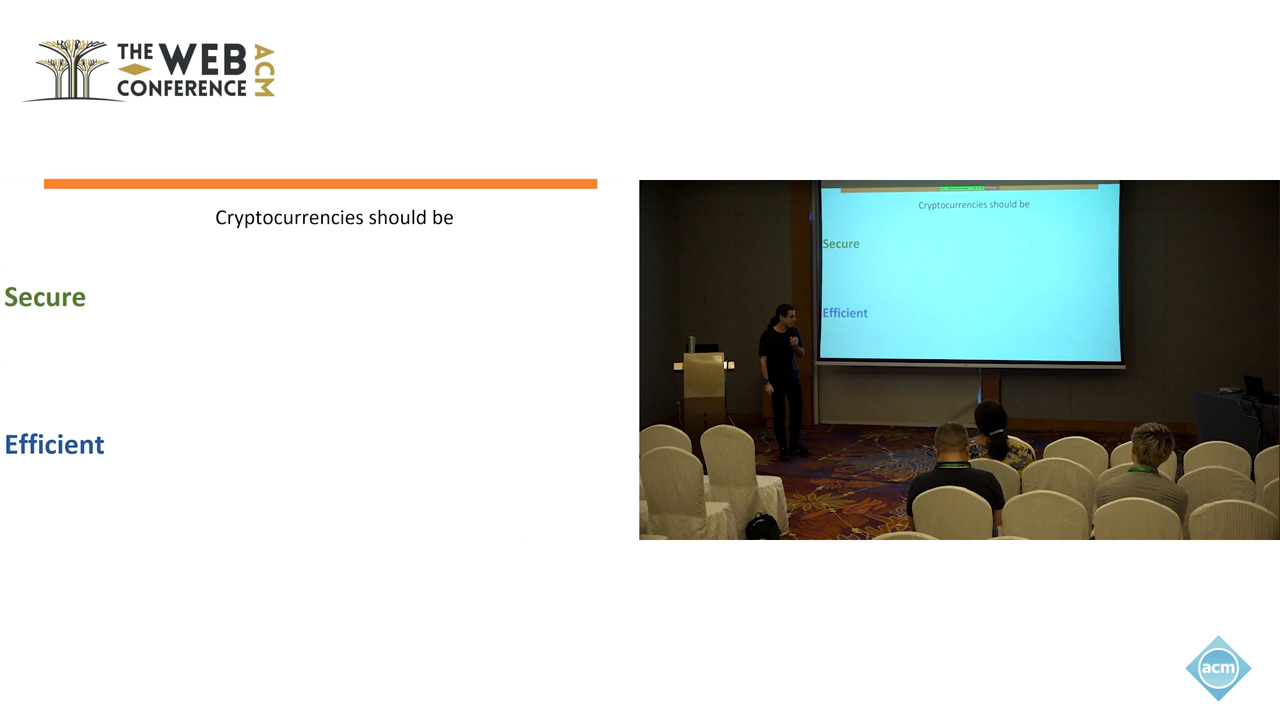 THE WEB
CONFERENCE
ACM
Cryptocurrencies should be
Secure
Efficient
Cryptocurrencies should be
Secure
Efficient
acm